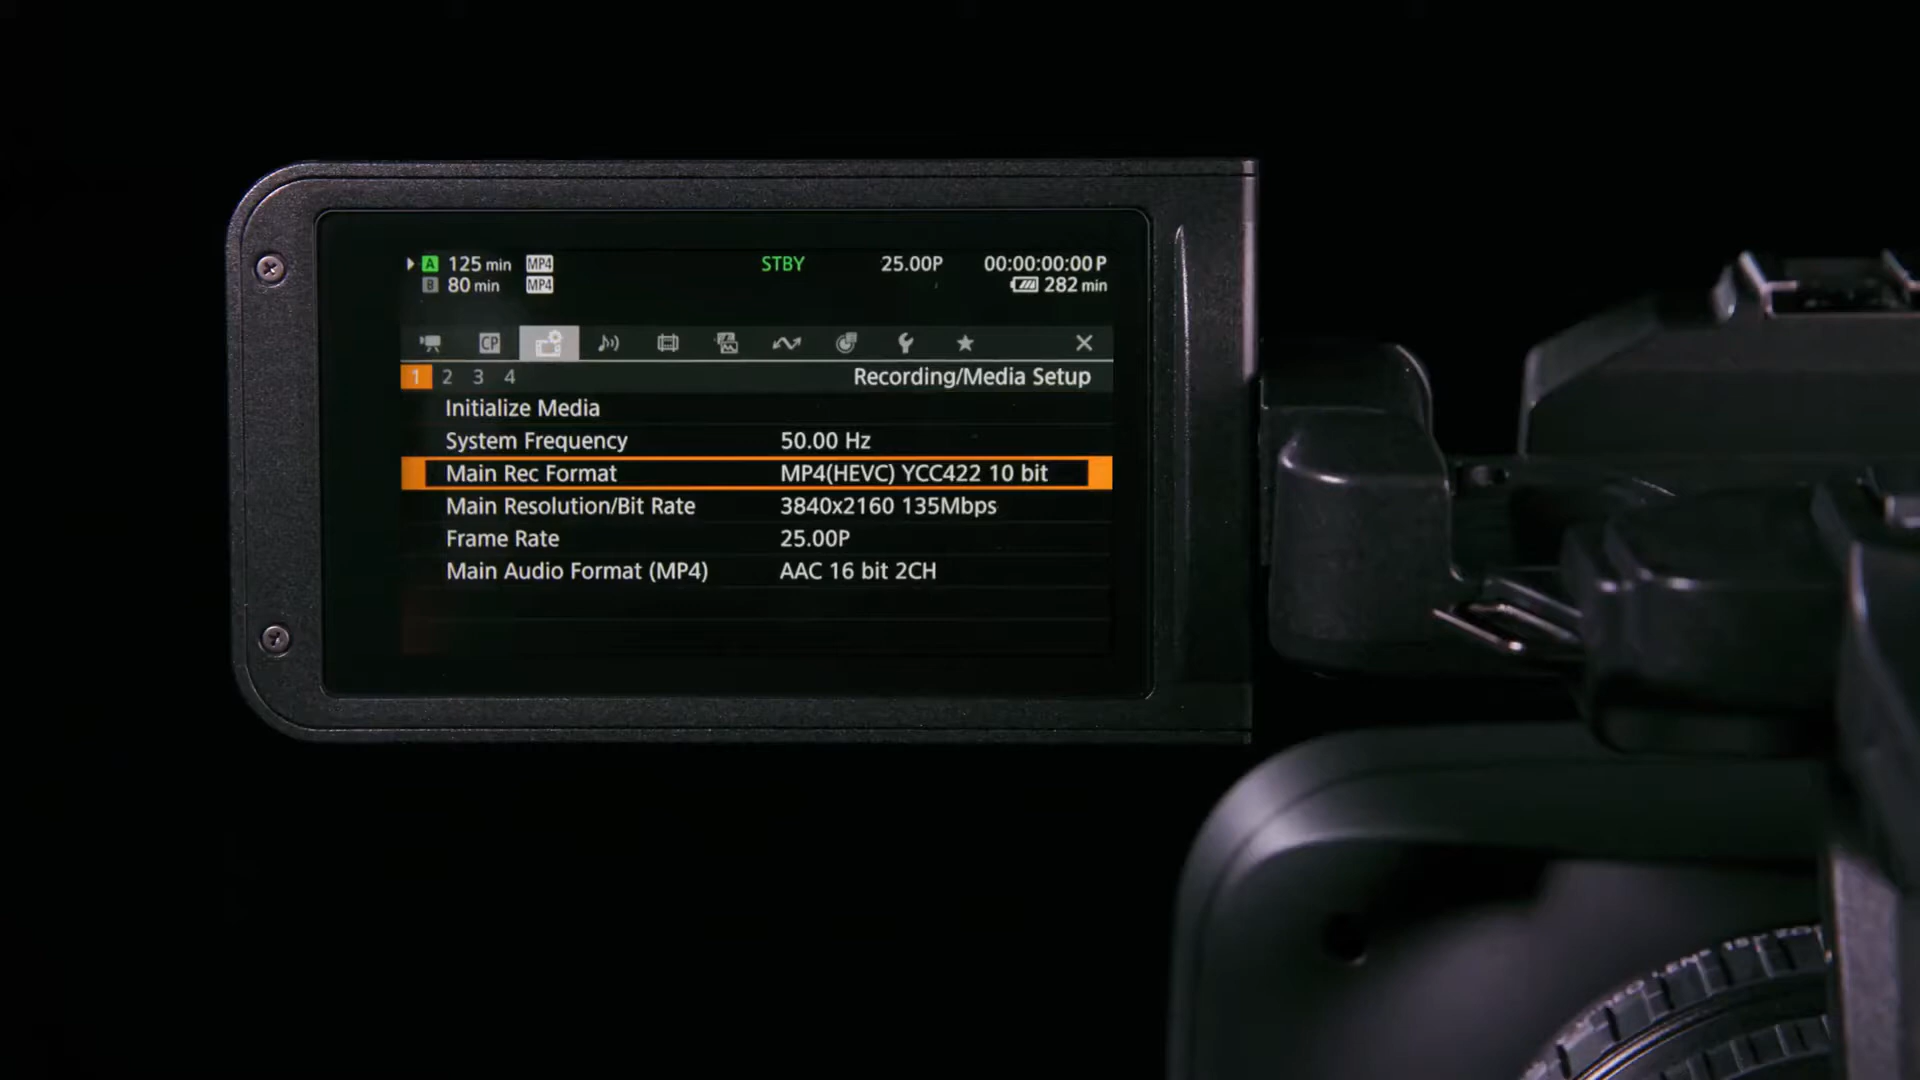 A 125 min MP4 STBY 25.00P 00:00:00:00 P
B 80 min MP4 282 min
CP
1 2 3 4 Recording/Media Setup
Initialize Media
System Frequency 50.00 Hz
Main Rec Format MP4(HEVC) YCC422 10 bit
Main Resolution/Bit Rate 3840x2160 135Mbps
Frame Rate 25.00P
Main Audio Format (MP4) AAC 16 bit 2CH